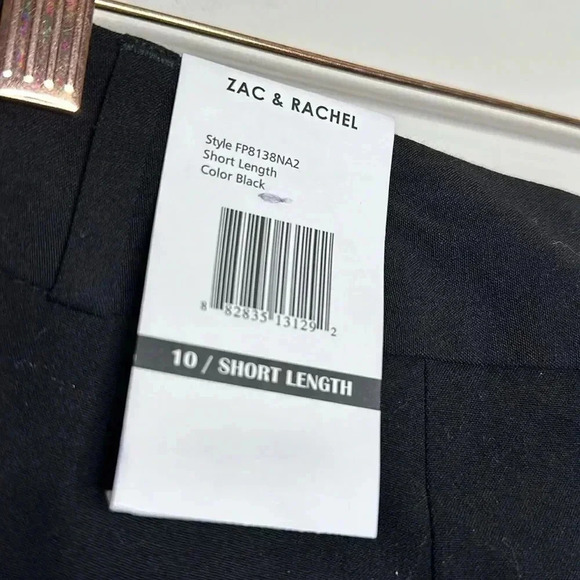 ZAC & RACHEL
Style FP8138NA2
Short Length
Color Black
8 82835 13129 2
10 / SHORT LENGTH